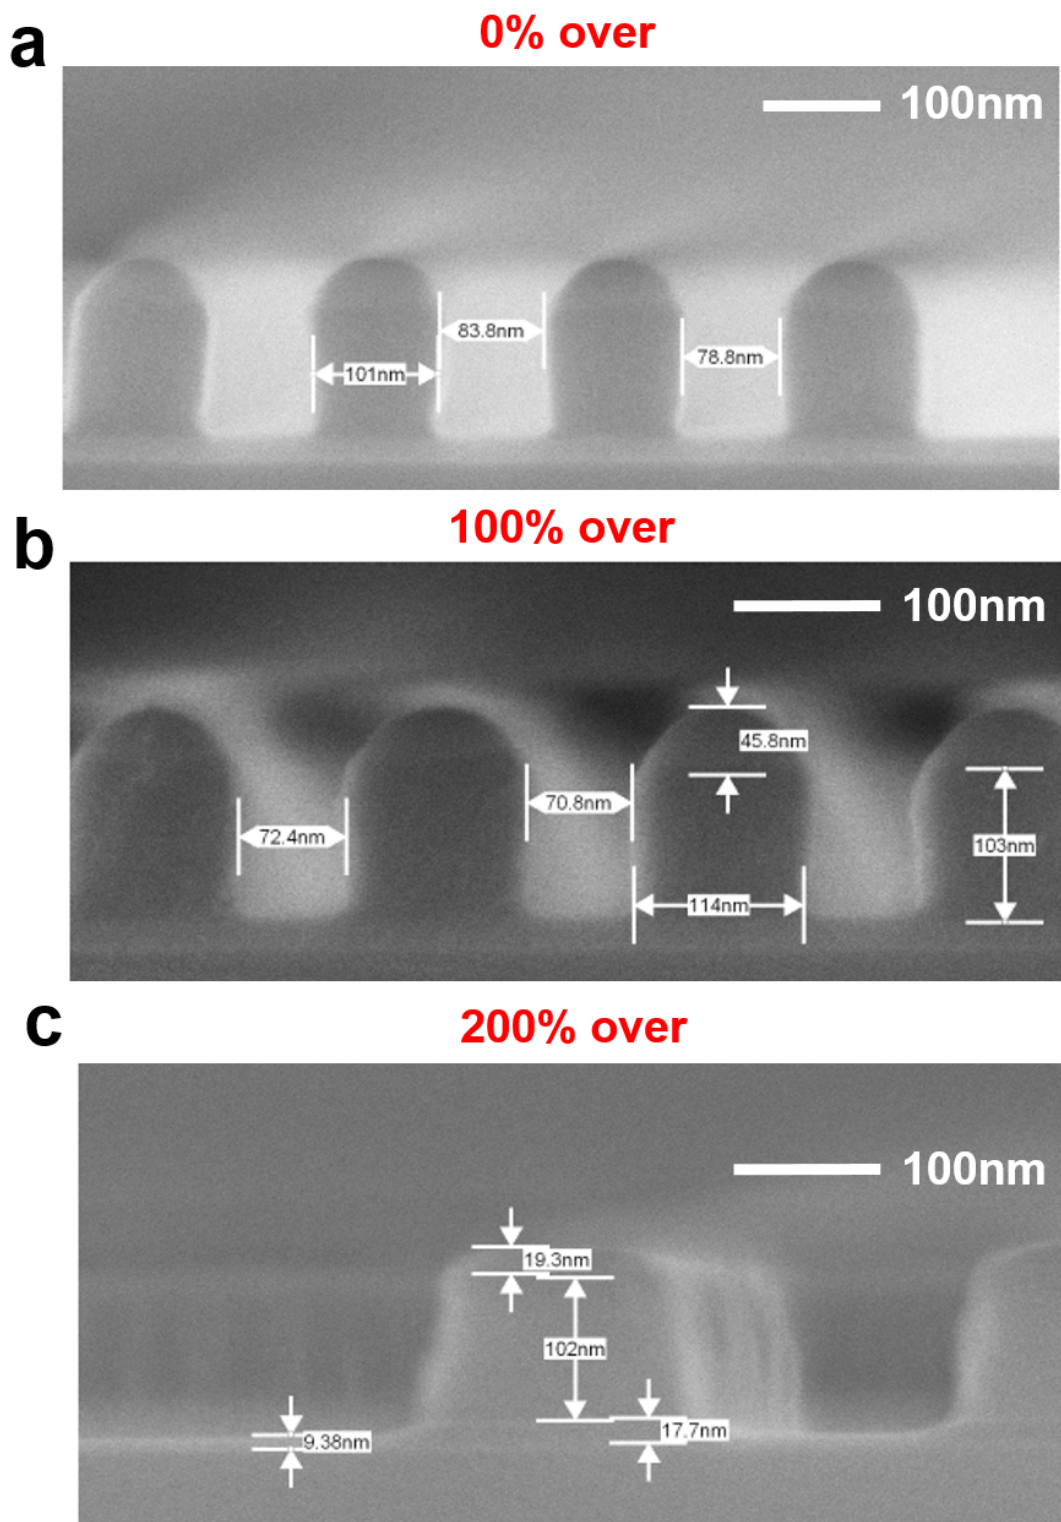 a
0% over
100nm
83.8nm
78.8nm
101nm
b
100% over
100nm
45.8nm
70.8nm
72.4nm
103nm
114nm
c
200% over
100nm
19.3nm
102nm
17.7nm
9.38nm